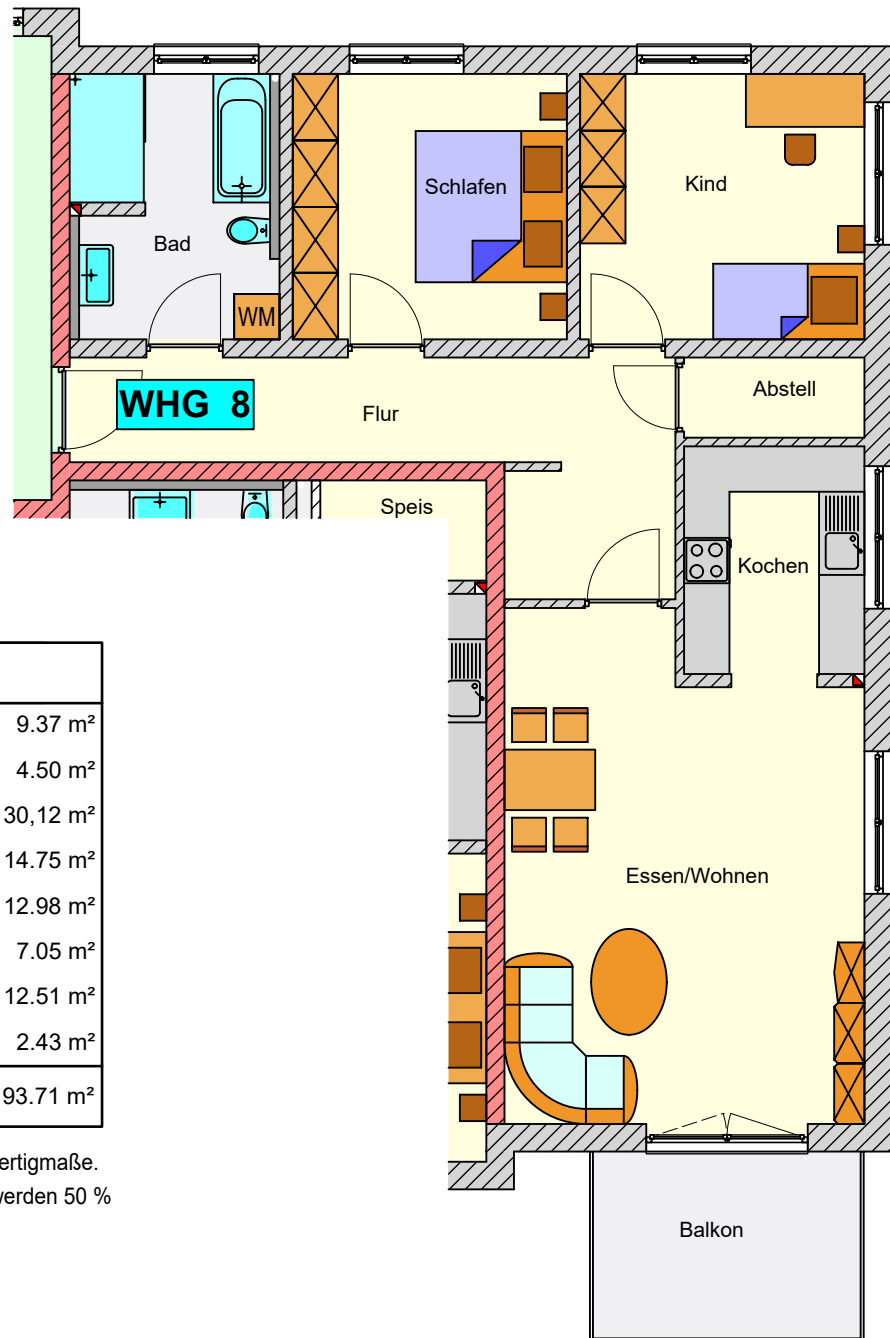 Schlafen
Kind
Bad
WM
WHG 8
Flur
Abstell
Speis
Kochen
9.37 m²
4.50 m²
30,12 m²
14.75 m²
12.98 m²
7.05 m²
12.51 m²
2.43 m²
93.71 m²
Essen/Wohnen
ertigmaße.
werden 50 %
Balkon